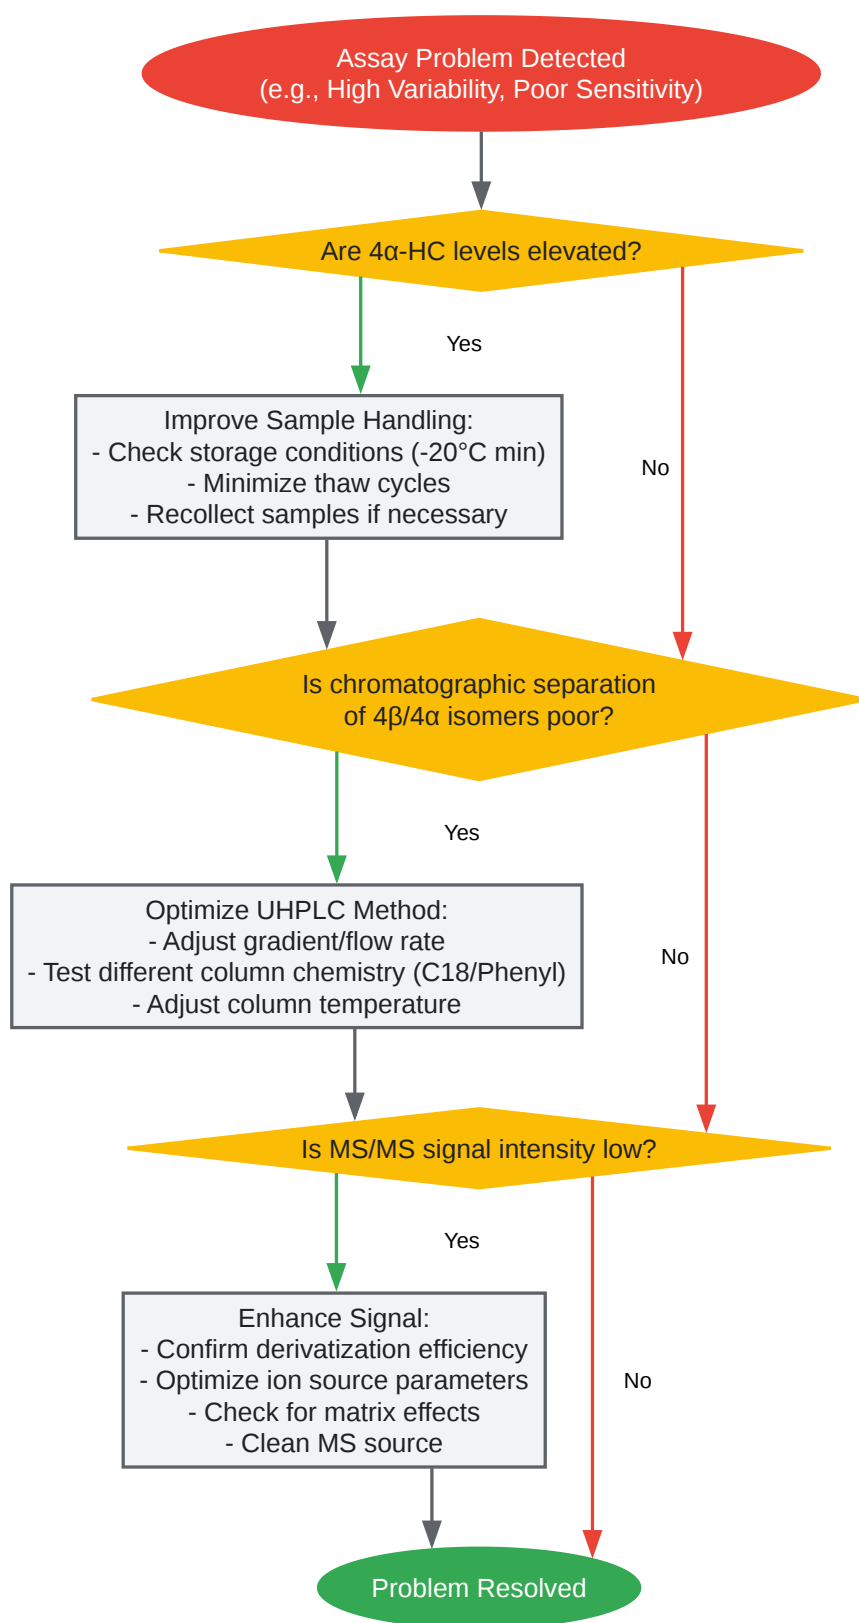 Assay Problem Detected
(e.g., High Variability, Poor Sensitivity)
Are 4α-HC levels elevated?
Yes
Improve Sample Handling:
- Check storage conditions (-20°C min)
- Minimize thaw cycles
- Recollect samples if necessary
No
Is chromatographic separation
of 4β/4α isomers poor?
Yes
Optimize UHPLC Method:
- Adjust gradient/flow rate
- Test different column chemistry (C18/Phenyl)
- Adjust column temperature
No
Is MS/MS signal intensity low?
Yes
Enhance Signal:
- Confirm derivatization efficiency
- Optimize ion source parameters
- Check for matrix effects
- Clean MS source
No
Problem Resolved